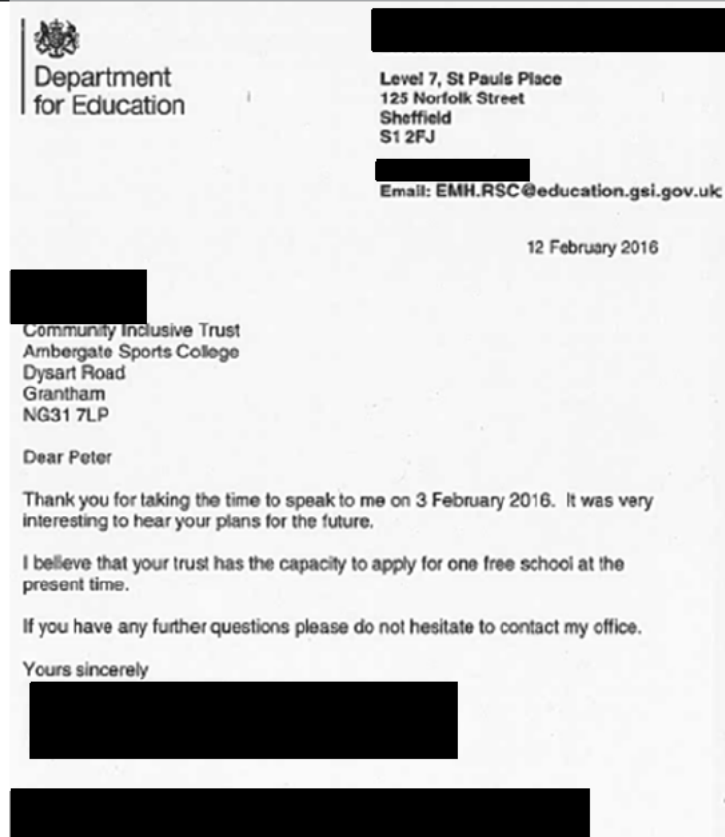 Department
for Education
Level 7, St Pauls Place
125 Norfolk Street
Sheffield
S1 2FJ
Email: EMH.RSC@education.gsi.gov.uk
12 February 2016
Community Inclusive Trust
Ambergate Sports College
Dysart Road
Grantham
NG31 7LP
Dear Peter
Thank you for taking the time to speak to me on 3 February 2016. It was very
interesting to hear your plans for the future.
I believe that your trust has the capacity to apply for one free school at the
present time.
If you have any further questions please do not hesitate to contact my office.
Yours sincerely